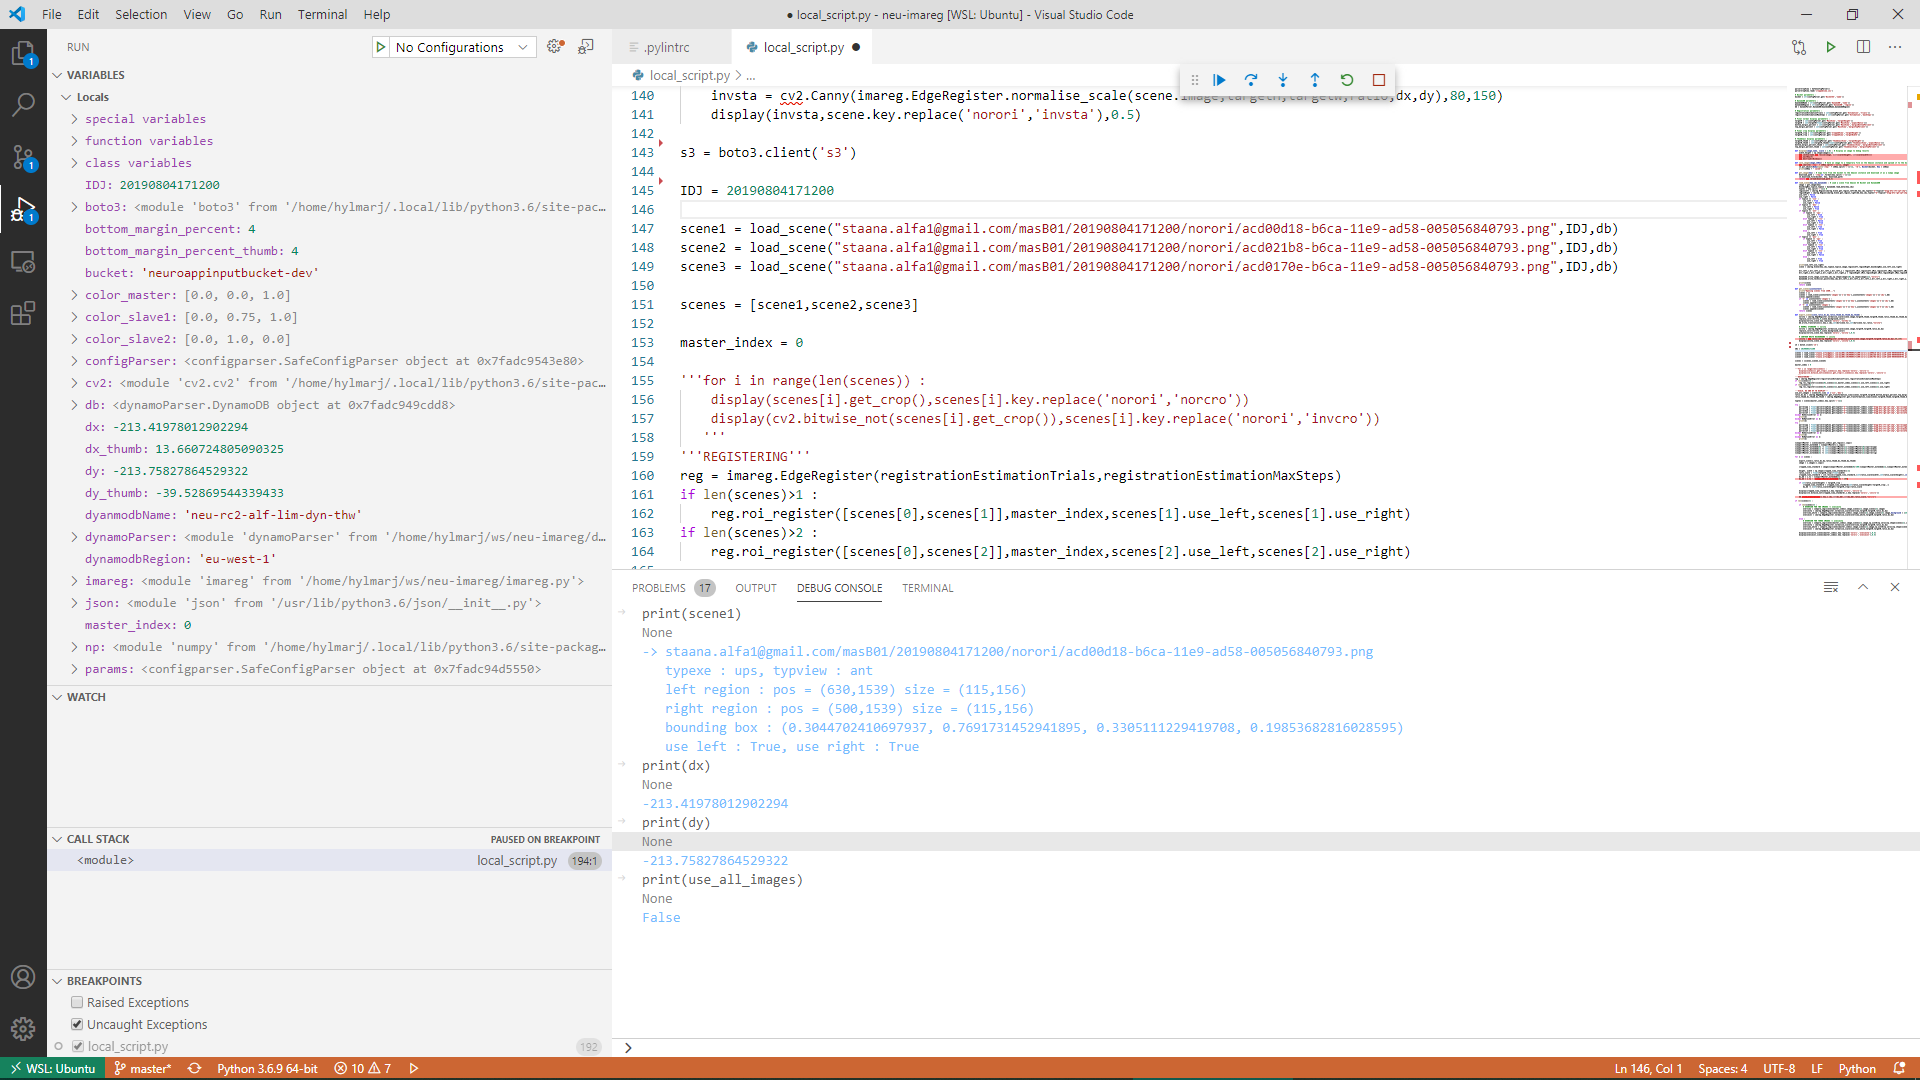 File Edit Selection View Go Run Terminal Help
● local_script.py - neu-imareg [WSL: Ubuntu] - Visual Studio Code
RUN
No Configurations
VARIABLES
Locals
special variables
function variables
class variables
IDJ: 20190804171200
boto3: <module 'boto3' from '/home/hylmarj/.local/lib/python3.6/site-pac...
bottom_margin_percent: 4
bottom_margin_percent_thumb: 4
bucket: 'neuroappinputbucket-dev'
color_master: [0.0, 0.0, 1.0]
color_slave1: [0.0, 0.75, 1.0]
color_slave2: [0.0, 1.0, 0.0]
configParser: <configparser.SafeConfigParser object at 0x7fadc9543e80>
cv2: <module 'cv2.cv2' from '/home/hylmarj/.local/lib/python3.6/site-pac...
db: <dynamoParser.DynamoDB object at 0x7fadc949cdd8>
dx: -213.41978012902294
dx_thumb: 13.660724805090325
dy: -213.75827864529322
dy_thumb: -39.52869544339433
dyanmodbName: 'neu-rc2-alf-lim-dyn-thw'
dynamoParser: <module 'dynamoParser' from '/home/hylmarj/ws/neu-imareg/d...
dynamodbRegion: 'eu-west-1'
imareg: <module 'imareg' from '/home/hylmarj/ws/neu-imareg/imareg.py'>
json: <module 'json' from '/usr/lib/python3.6/json/__init__.py'>
master_index: 0
np: <module 'numpy' from '/home/hylmarj/.local/lib/python3.6/site-packag...
params: <configparser.SafeConfigParser object at 0x7fadc94d5550>
WATCH
CALL STACK PAUSED ON BREAKPOINT
<module> local_script.py 194:1
BREAKPOINTS
Raised Exceptions
Uncaught Exceptions
local_script.py 192
.pylintrc local_script.py ●
local_script.py > ...
140 invsta = cv2.Canny(imareg.EdgeRegister.normalise_scale(scene.image,targeth,targetw,ratio,dx,dy),80,150)
141 display(invsta,scene.key.replace('norori','invsta'),0.5)
142
143 s3 = boto3.client('s3')
144
145 IDJ = 20190804171200
146
147 scene1 = load_scene("staana.alfa1@gmail.com/masB01/20190804171200/norori/acd00d18-b6ca-11e9-ad58-005056840793.png",IDJ,db)
148 scene2 = load_scene("staana.alfa1@gmail.com/masB01/20190804171200/norori/acd021b8-b6ca-11e9-ad58-005056840793.png",IDJ,db)
149 scene3 = load_scene("staana.alfa1@gmail.com/masB01/20190804171200/norori/acd0170e-b6ca-11e9-ad58-005056840793.png",IDJ,db)
150
151 scenes = [scene1,scene2,scene3]
152
153 master_index = 0
154
155 '''for i in range(len(scenes)) :
156 display(scenes[i].get_crop(),scenes[i].key.replace('norori','norcro'))
157 display(cv2.bitwise_not(scenes[i].get_crop()),scenes[i].key.replace('norori','invcro'))
158 '''
159 '''REGISTERING'''
160 reg = imareg.EdgeRegister(registrationEstimationTrials,registrationEstimationMaxSteps)
161 if len(scenes)>1 :
162 reg.roi_register([scenes[0],scenes[1]],master_index,scenes[1].use_left,scenes[1].use_right)
163 if len(scenes)>2 :
164 reg.roi_register([scenes[0],scenes[2]],master_index,scenes[2].use_left,scenes[2].use_right)
PROBLEMS 17 OUTPUT DEBUG CONSOLE TERMINAL
print(scene1)
None
-> staana.alfa1@gmail.com/masB01/20190804171200/norori/acd00d18-b6ca-11e9-ad58-005056840793.png
typexe : ups, typview : ant
left region : pos = (630,1539) size = (115,156)
right region : pos = (500,1539) size = (115,156)
bounding box : (0.3044702410697937, 0.7691731452941895, 0.3305111229419708, 0.19853682816028595)
use left : True, use right : True
print(dx)
None
-213.41978012902294
print(dy)
None
-213.75827864529322
print(use_all_images)
None
False
WSL: Ubuntu master* Python 3.6.9 64-bit 10 7
Ln 146, Col 1 Spaces: 4 UTF-8 LF Python